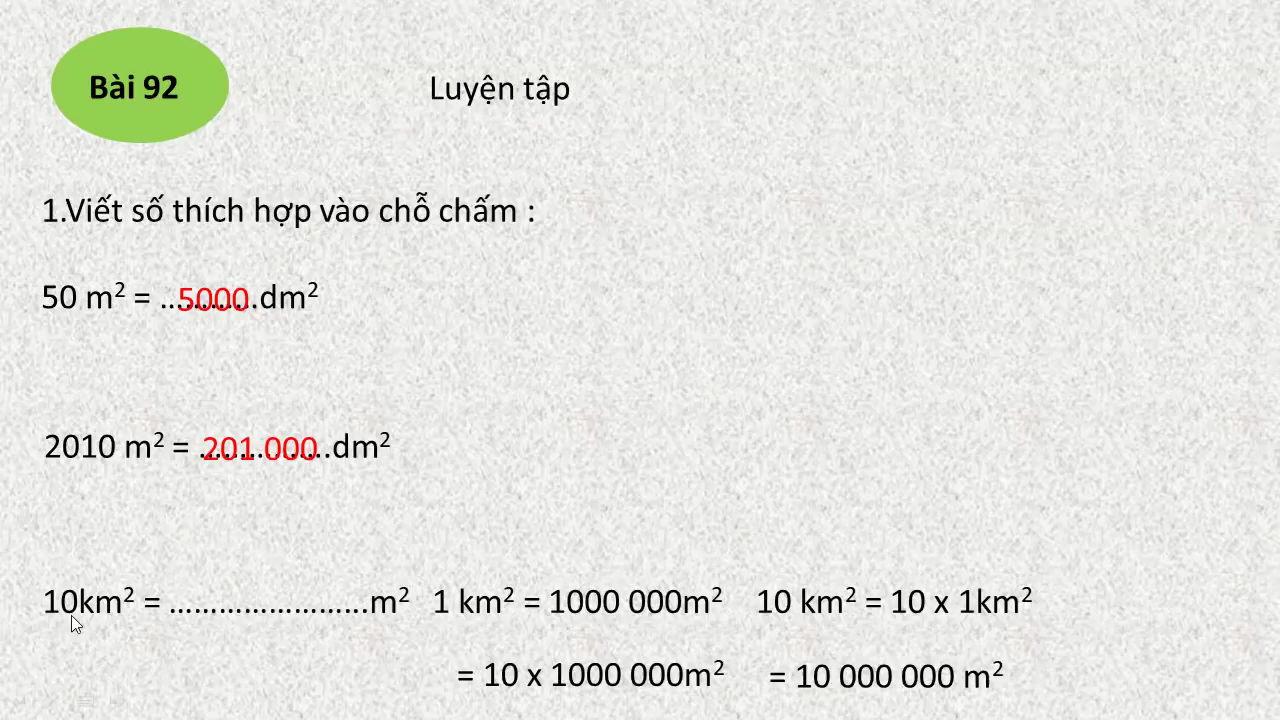 Bài 92
Luyện tập
1.Viết số thích hợp vào chỗ chấm :
50 m² = ...5000...dm²
2010 m² = ...201 000...dm²
10km² = ........................m² 1 km² = 1000 000m² 10 km² = 10 x 1km²
= 10 x 1000 000m² = 10 000 000 m²